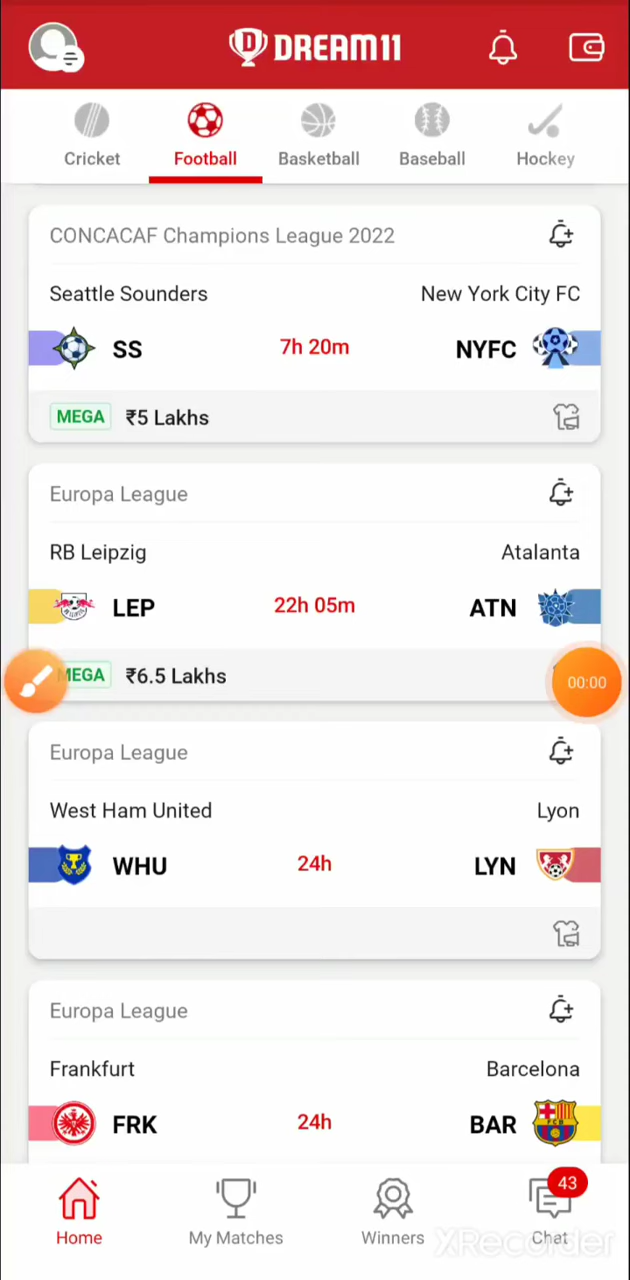 DREAM11
Cricket Football Basketball Baseball Hockey
CONCACAF Champions League 2022
Seattle Sounders New York City FC
SS 7h 20m NYFC
MEGA ₹5 Lakhs
Europa League
RB Leipzig Atalanta
LEP 22h 05m ATN
MEGA ₹6.5 Lakhs
00:00
Europa League
West Ham United Lyon
WHU 24h LYN
Europa League
Frankfurt Barcelona
FRK 24h BAR
FCB
43
Home My Matches Winners Chat
XRecorder